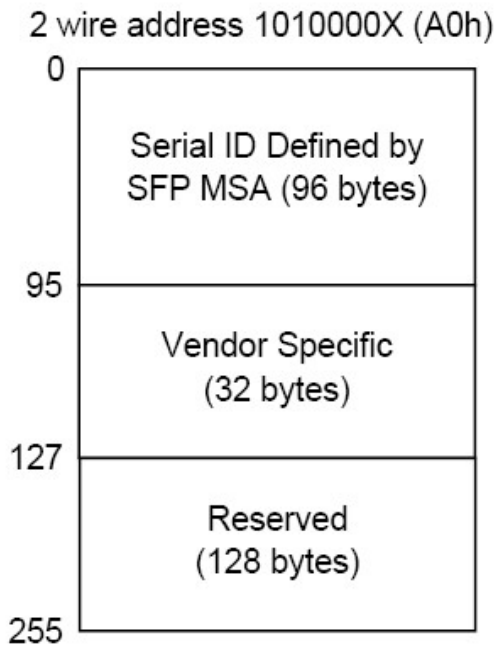 2 wire address 1010000X (A0h)
0
Serial ID Defined by
SFP MSA (96 bytes)
95
Vendor Specific
(32 bytes)
127
Reserved
(128 bytes)
255